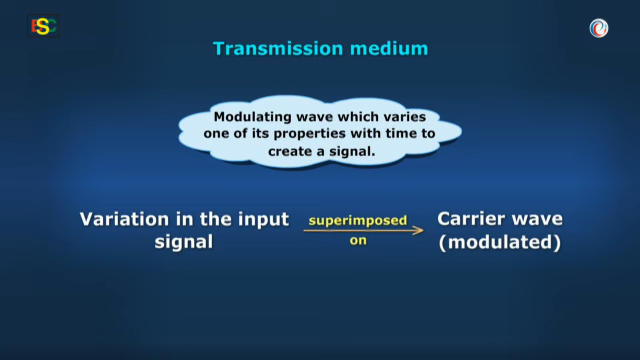 ESC
Transmission medium
Modulating wave which varies
one of its properties with time to
create a signal.
Variation in the input
signal
superimposed
on
Carrier wave
(modulated)